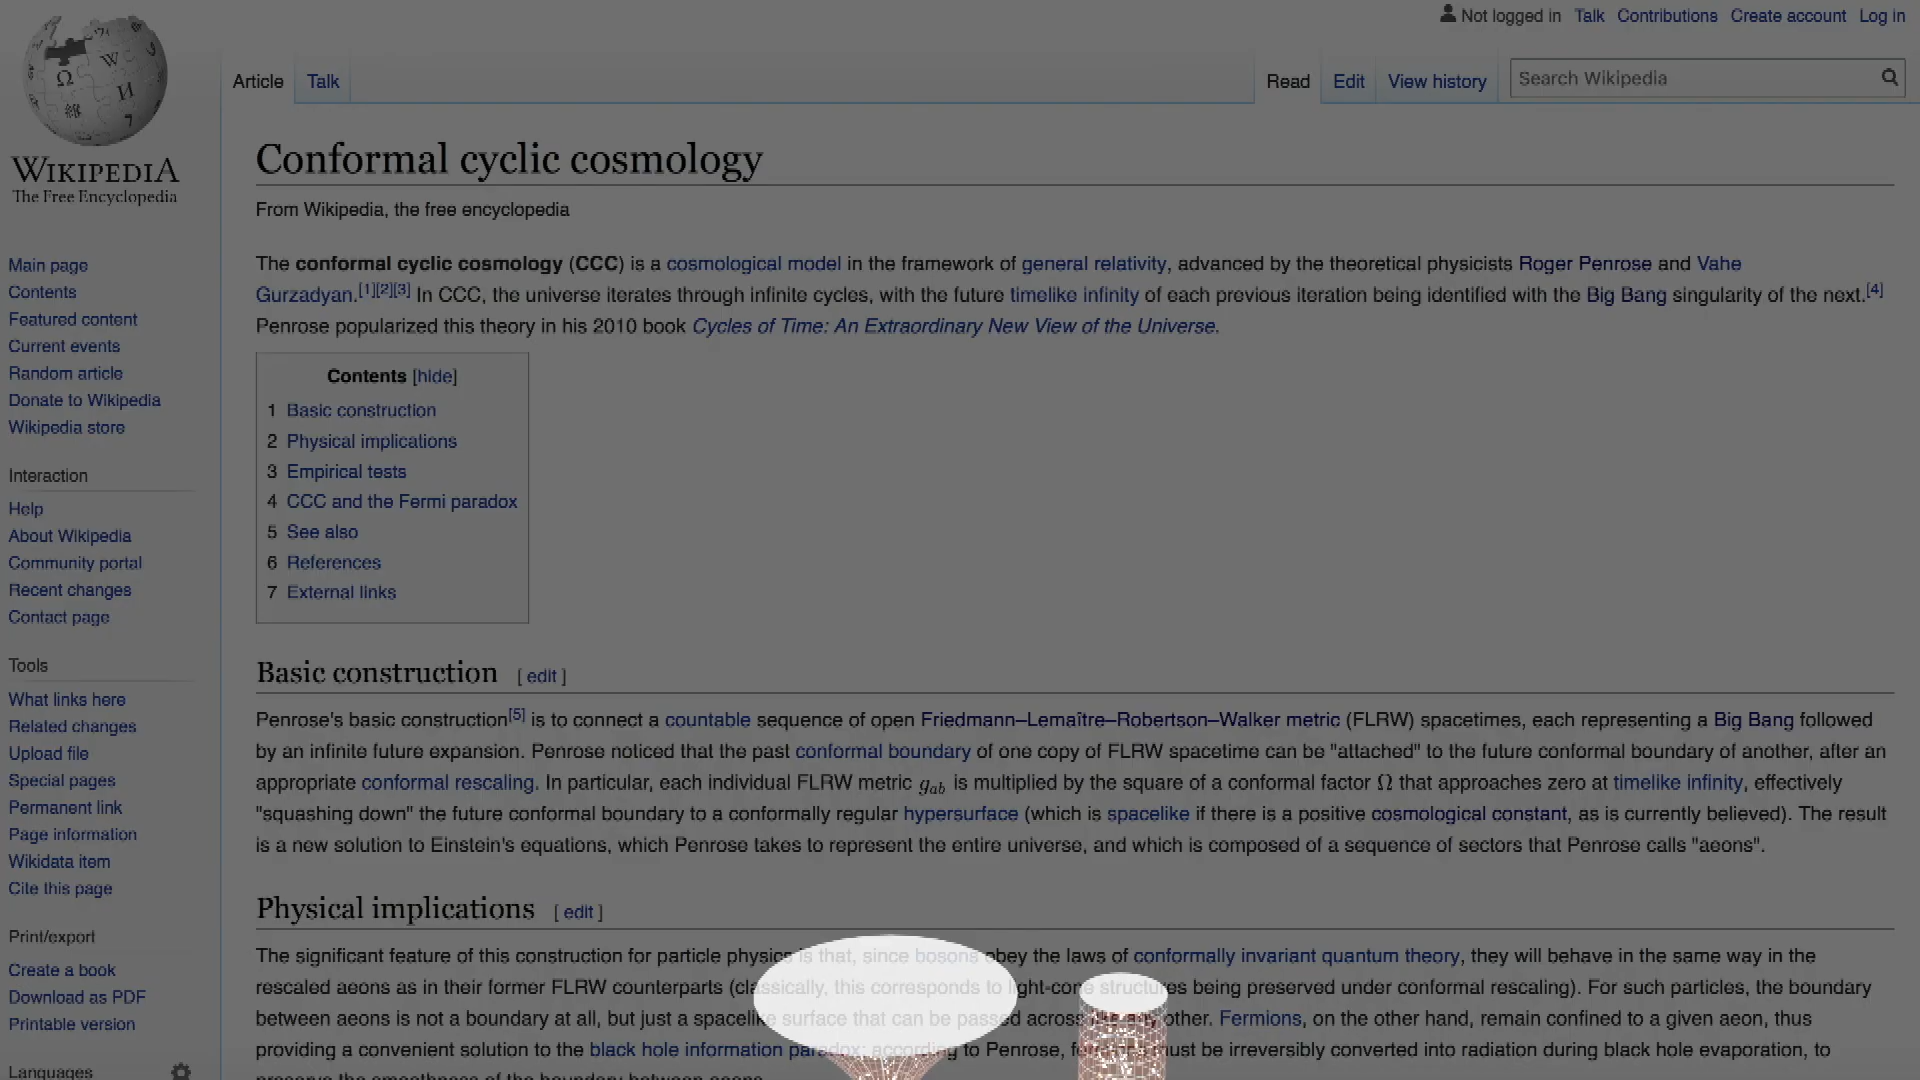 Not logged in Talk Contributions Create account Log in
Article Talk Read Edit View history Search Wikipedia
Ω W И 維 7
WIKIPEDIA
The Free Encyclopedia
Conformal cyclic cosmology
From Wikipedia, the free encyclopedia
The conformal cyclic cosmology (CCC) is a cosmological model in the framework of general relativity, advanced by the theoretical physicists Roger Penrose and Vahe
Gurzadyan.[1][2][3] In CCC, the universe iterates through infinite cycles, with the future timelike infinity of each previous iteration being identified with the Big Bang singularity of the next.[4]
Penrose popularized this theory in his 2010 book Cycles of Time: An Extraordinary New View of the Universe.
Contents [hide]
1 Basic construction
2 Physical implications
3 Empirical tests
4 CCC and the Fermi paradox
5 See also
6 References
7 External links
Main page
Contents
Featured content
Current events
Random article
Donate to Wikipedia
Wikipedia store
Interaction
Help
About Wikipedia
Community portal
Recent changes
Contact page
Tools
What links here
Related changes
Upload file
Special pages
Permanent link
Page information
Wikidata item
Cite this page
Print/export
Create a book
Download as PDF
Printable version
Languages
Basic construction [ edit ]
Penrose's basic construction[5] is to connect a countable sequence of open Friedmann–Lemaître–Robertson–Walker metric (FLRW) spacetimes, each representing a Big Bang followed
by an infinite future expansion. Penrose noticed that the past conformal boundary of one copy of FLRW spacetime can be "attached" to the future conformal boundary of another, after an
appropriate conformal rescaling. In particular, each individual FLRW metric gab is multiplied by the square of a conformal factor Ω that approaches zero at timelike infinity, effectively
"squashing down" the future conformal boundary to a conformally regular hypersurface (which is spacelike if there is a positive cosmological constant, as is currently believed). The result
is a new solution to Einstein's equations, which Penrose takes to represent the entire universe, and which is composed of a sequence of sectors that Penrose calls "aeons".
Physical implications [ edit ]
The significant feature of this construction for particle physics is that, since bosons obey the laws of conformally invariant quantum theory, they will behave in the same way in the
rescaled aeons as in their former FLRW counterparts (classically, this corresponds to light-cone structures being preserved under conformal rescaling). For such particles, the boundary
between aeons is not a boundary at all, but just a spacelike surface that can be passed across like any other. Fermions, on the other hand, remain confined to a given aeon, thus
providing a convenient solution to the black hole information paradox; according to Penrose, must be irreversibly converted into radiation during black hole evaporation, to
preserve the smoothness of the boundary between aeons.